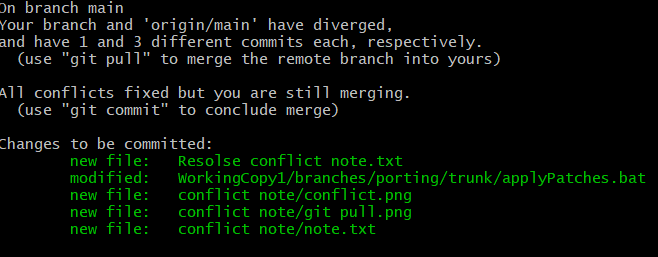 On branch main
Your branch and 'origin/main' have diverged,
and have 1 and 3 different commits each, respectively.
(use "git pull" to merge the remote branch into yours)
All conflicts fixed but you are still merging.
(use "git commit" to conclude merge)
Changes to be committed:
new file:   Resolse conflict note.txt
modified:   WorkingCopy1/branches/porting/trunk/applyPatches.bat
new file:   conflict note/conflict.png
new file:   conflict note/git pull.png
new file:   conflict note/note.txt